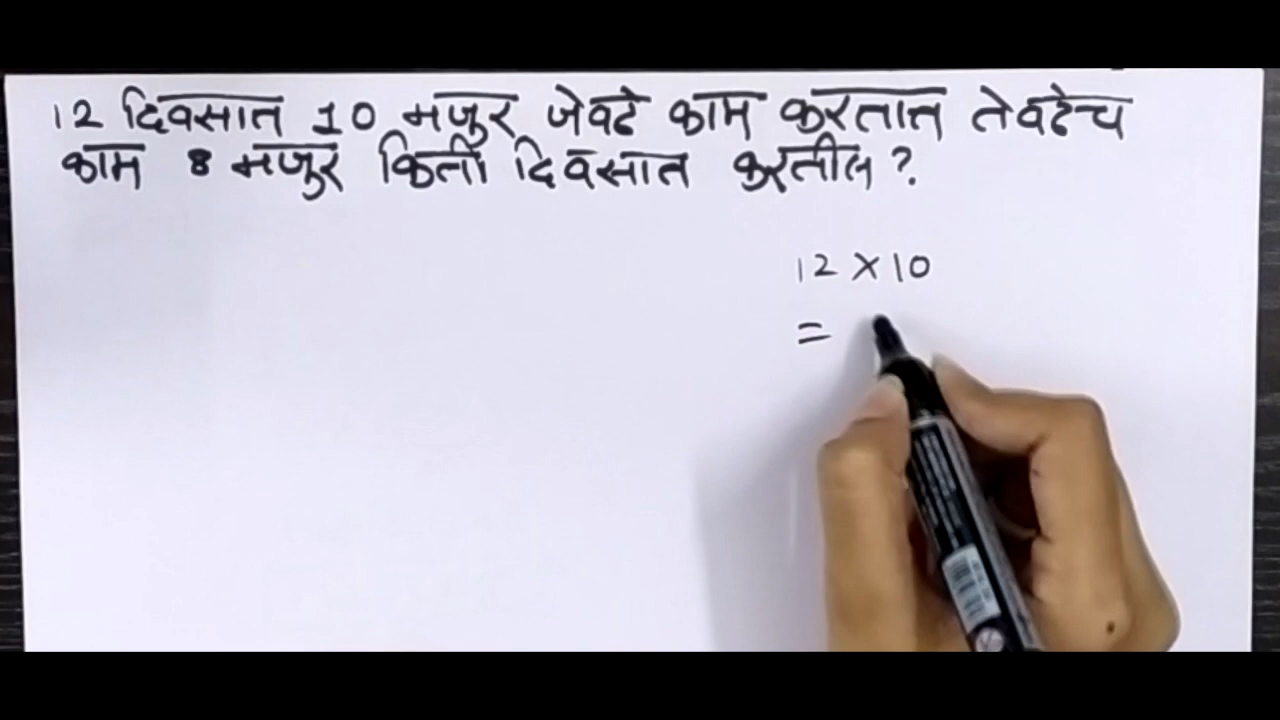 12 दिवसात 10 मजुर जेवढे काम करतात तेवढेच
काम 8 मजुर किती दिवसात करतील ?
12 × 10
=